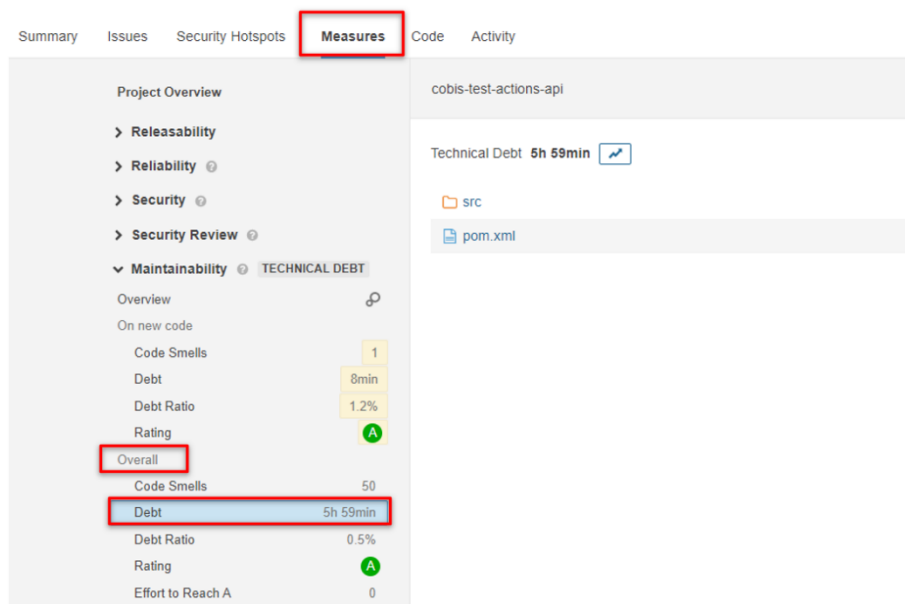 Summary Issues Security Hotspots Measures Code Activity
Project Overview
Releasability
Reliability
Security
Security Review
Maintainability TECHNICAL DEBT
Overview
On new code
Code Smells 1
Debt 8min
Debt Ratio 1.2%
Rating A
Overall
Code Smells 50
Debt 5h 59min
Debt Ratio 0.5%
Rating A
Effort to Reach A 0
cobis-test-actions-api
Technical Debt 5h 59min
src
pom.xml